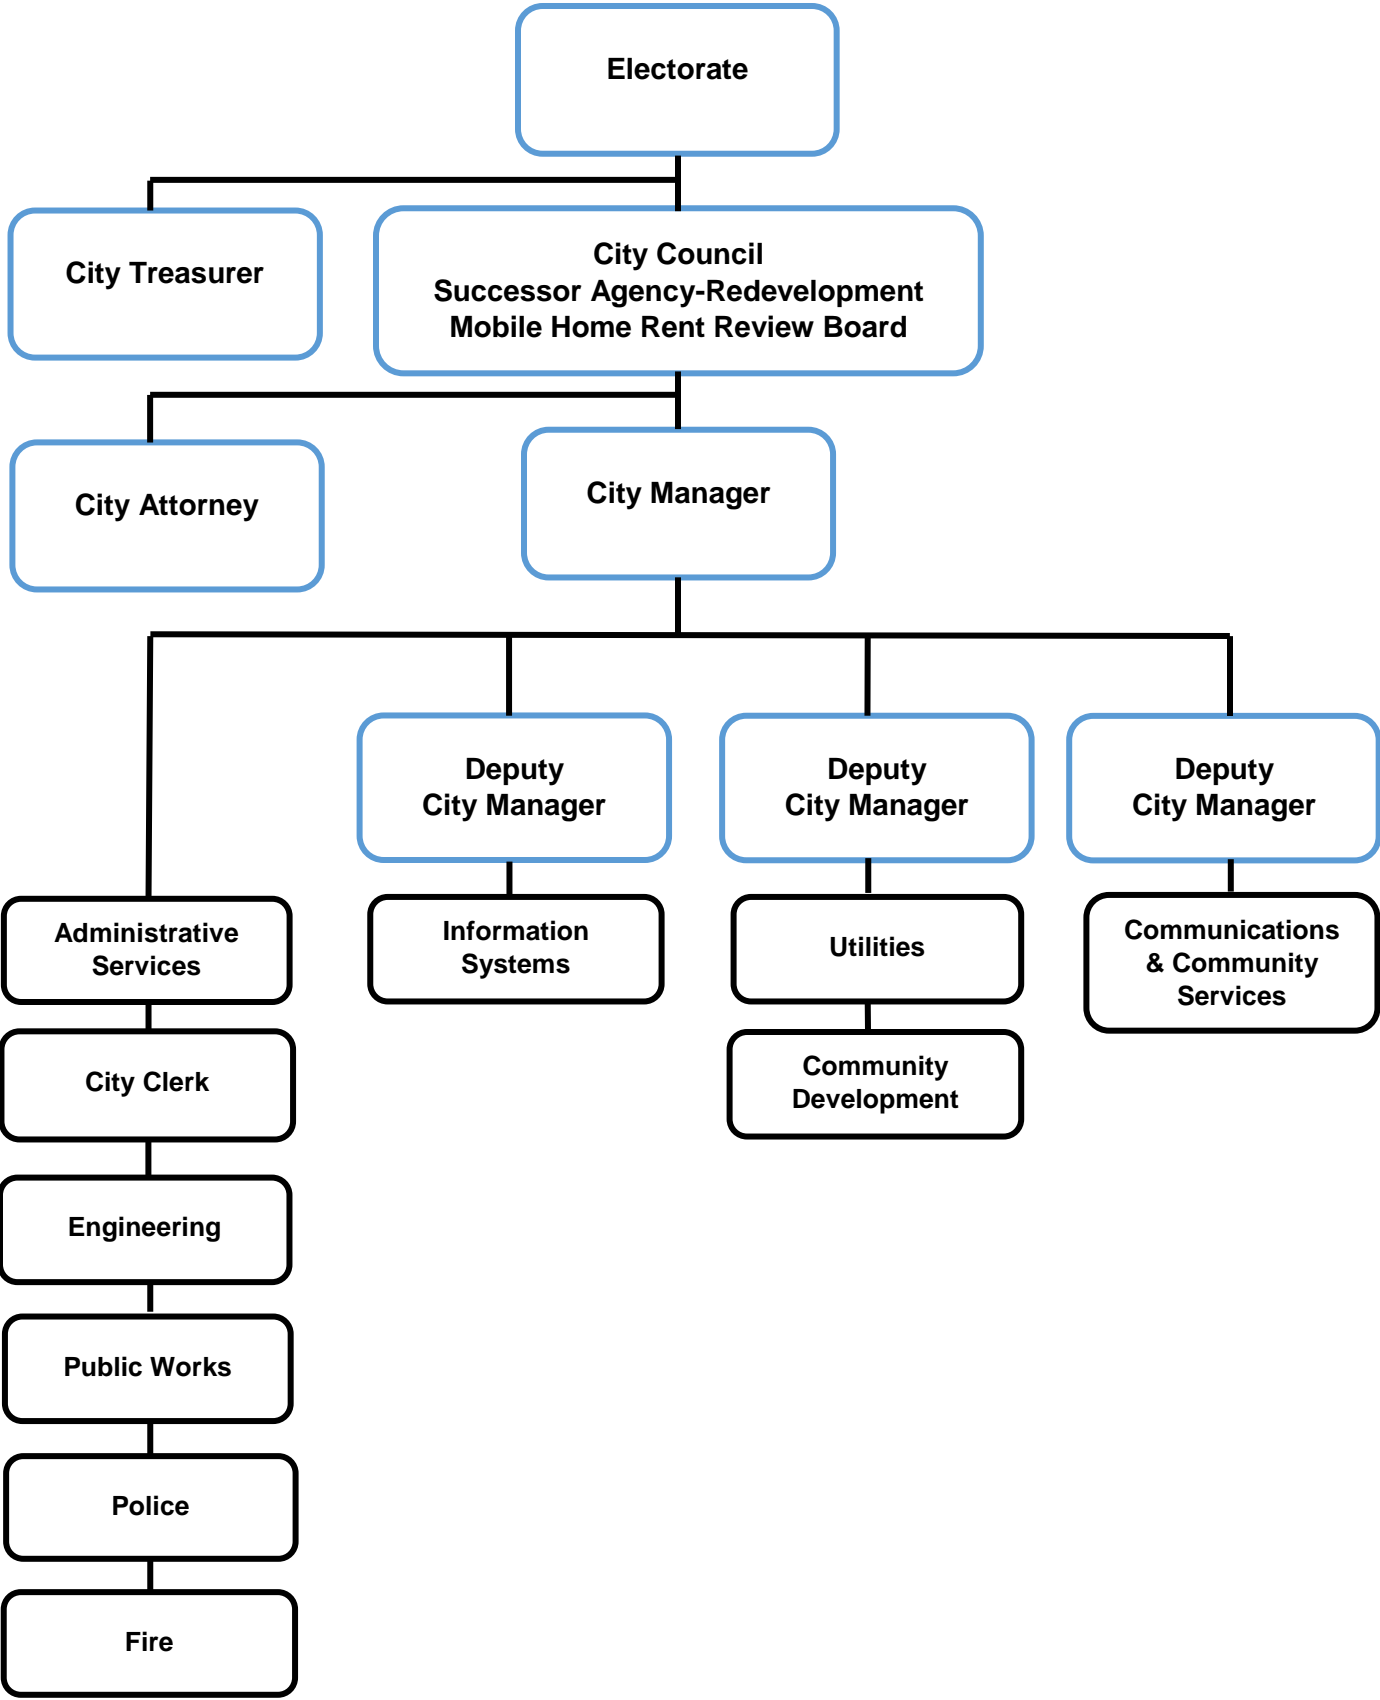 Electorate
City Treasurer
City Council
Successor Agency-Redevelopment
Mobile Home Rent Review Board
City Attorney
City Manager
Deputy
City Manager
Deputy
City Manager
Deputy
City Manager
Administrative
Services
Information
Systems
Utilities
Communications
& Community
Services
City Clerk
Community
Development
Engineering
Public Works
Police
Fire